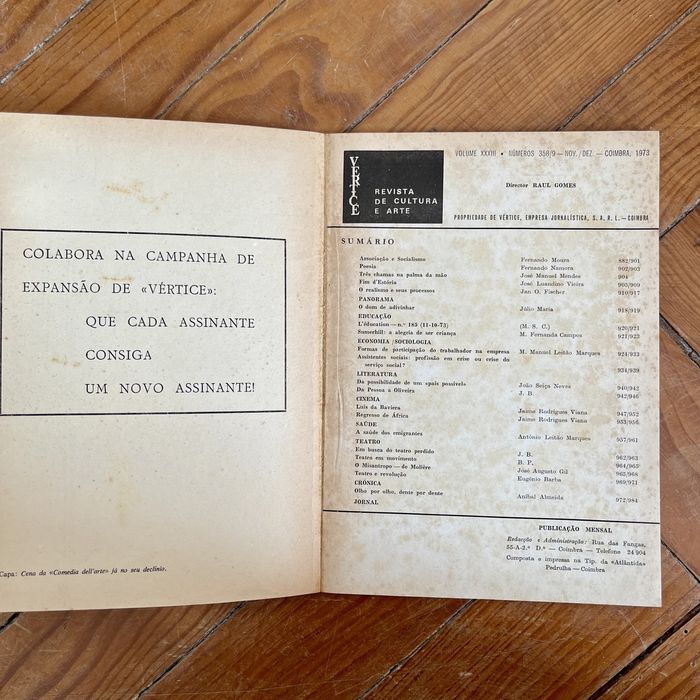 COLABORA NA CAMPANHA DE
EXPANSÃO DE «VÉRTICE»:
QUE CADA ASSINANTE
CONSIGA
UM NOVO ASSINANTE!
Capa: Cena da «Comedia dell'arte» já no seu declínio.
VÉRTICE
REVISTA
DE CULTURA
E ARTE
VOLUME XXXIII • NÚMEROS 358/9 — NOV./DEZ. — COIMBRA, 1973
Director RAUL GOMES
PROPRIEDADE DE VÉRTICE, EMPRESA JORNALÍSTICA, S. A. R. L. — COIMBRA
SUMÁRIO
Associação e Socialismo Fernando Moura 882/901
Poesia Fernando Namora 902/903
Três chamas na palma da mão José Manuel Mendes 904
Fim d'Estória José Luandino Vieira 905/909
O realismo e seus processos Jan O. Fischer 910/917
PANORAMA
O dom de adivinhar Júlio Maria 918/919
EDUCAÇÃO
L'éducation — n.º 185 (11-10-73) (M. S. C.) 920/921
Sumerhill: a alegria de ser criança M. Fernanda Campos 921/923
ECONOMIA/SOCIOLOGIA
Formas de participação do trabalhador na empresa M. Manuel Leitão Marques 924/933
Assistentes sociais: profissão em crise ou crise do
serviço social? 934/939
LITERATURA
Da possibilidade de um «pais possível» João Seiça Neves 940/942
De Pessoa a Oliveira J. B. 942/946
CINEMA
Luís da Baviera Jaime Rodrigues Viana 947/952
Regresso de África Jaime Rodrigues Viana 953/956
SAÚDE
A saúde dos emigrantes António Leitão Marques 957/961
TEATRO
Em busca do teatro perdido J. B. 962/963
Teatro em movimento B. P. 964/965
O Misantropo — de Molière José Augusto Gil 965/968
Teatro e revolução Eugénio Barba 969/971
CRÓNICA
Olho por olho, dente por dente Aníbal Almeida 972/984
JORNAL
PUBLICAÇÃO MENSAL
Redacção e Administração: Rua das Fangas,
55-A-2.º D.º — Coimbra — Telefone 24 904
Composta e impressa na Tip. da «Atlântida»
Pedrulha — Coimbra